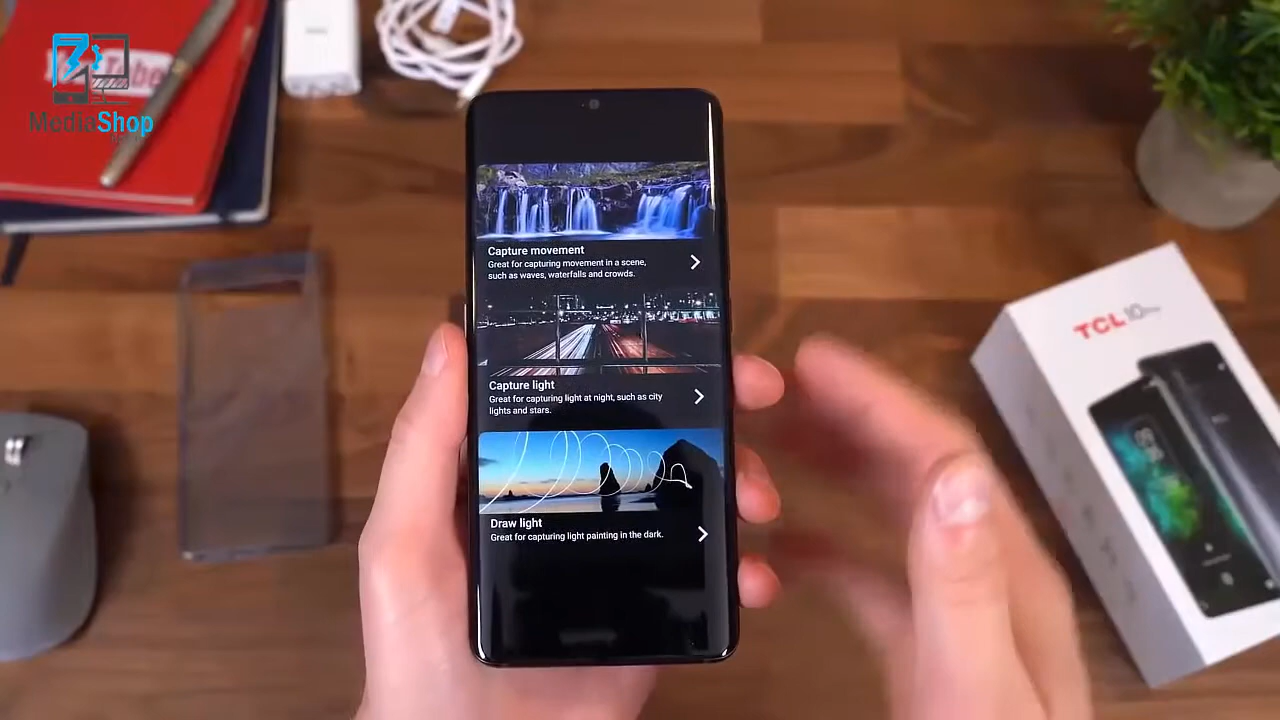 MediaShop
Capture movement
Great for capturing movement in a scene,
such as waves, waterfalls and crowds.
Capture light
Great for capturing light at night, such as city
lights and stars.
Draw light
Great for capturing light painting in the dark.
TCL 10